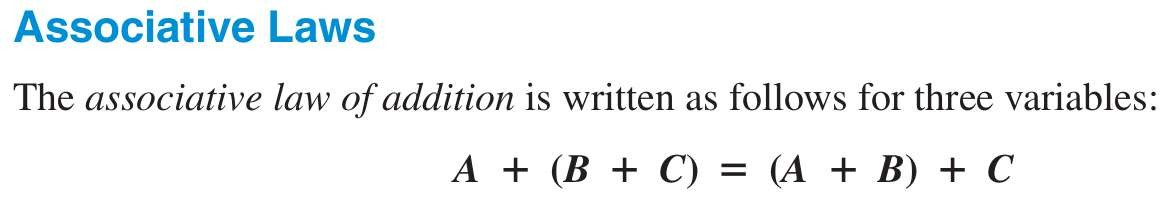 Associative Laws
The associative law of addition is written as follows for three variables:
A + (B + C) = (A + B) + C